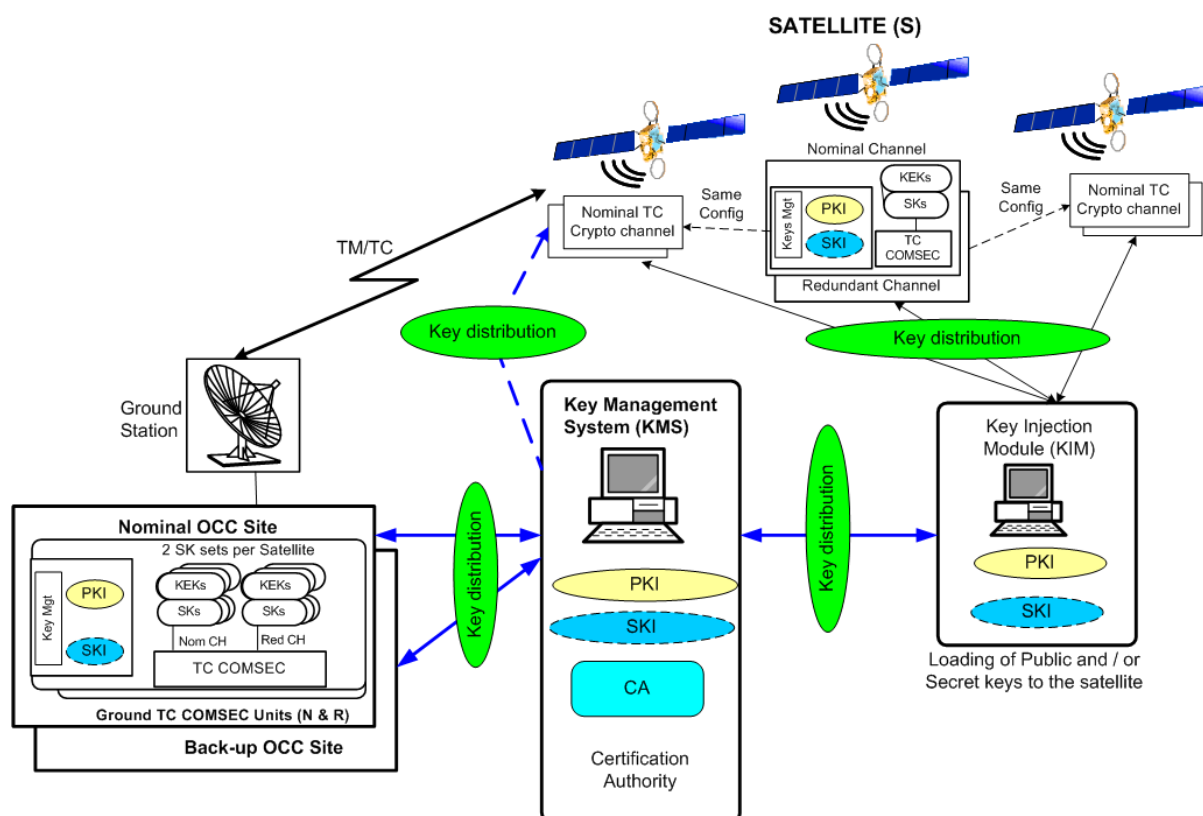 SATELLITE (S)
Nominal Channel
KEKs
SKs
Keys Mgt
PKI
SKI
TC
COMSEC
Redundant Channel
Same
Config
Same
Config
Nominal TC
Crypto channel
Nominal TC
Crypto channel
TM/TC
Key distribution
Key distribution
Ground
Station
Key Management
System (KMS)
PKI
SKI
CA
Certification
Authority
Key Injection
Module (KIM)
PKI
SKI
Loading of Public and / or
Secret keys to the satellite
Key distribution
Key distribution
Nominal OCC Site
2 SK sets per Satellite
Key Mgt
PKI
SKI
KEKs
KEKs
SKs
SKs
Nom CH
Red CH
TC COMSEC
Ground TC COMSEC Units (N & R)
Back-up OCC Site